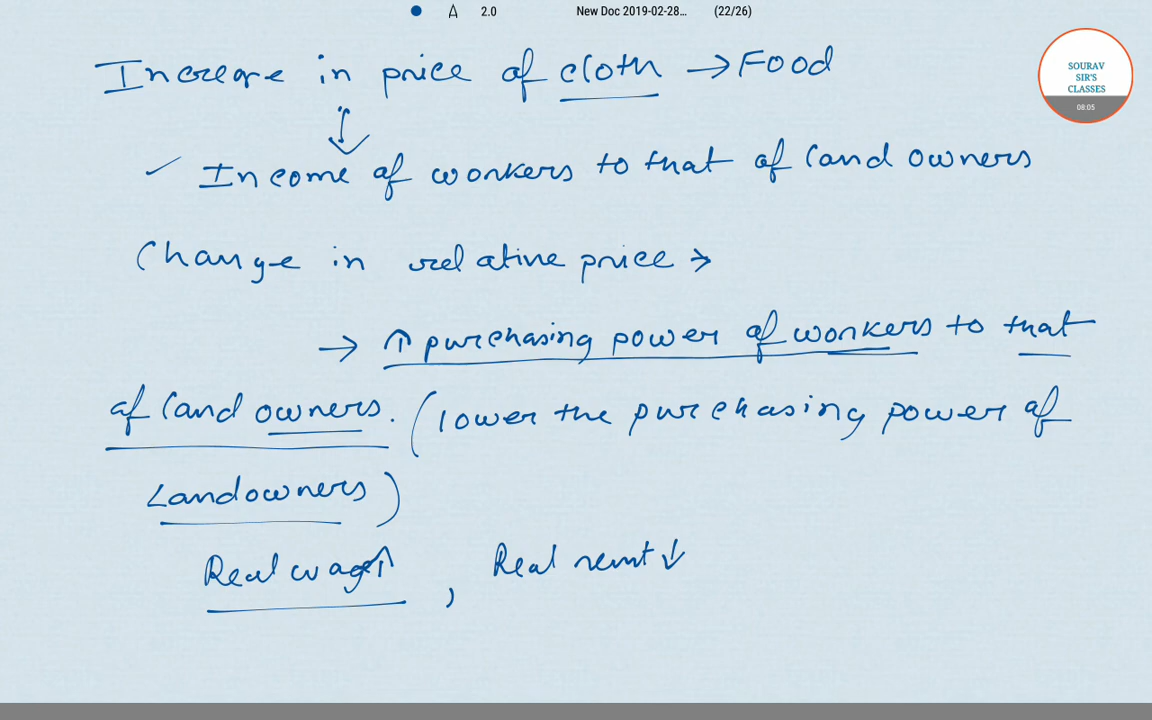 2.0 New Doc 2019-02-28... (22/26)
SOURAV
SIR'S
CLASSES
08:05
Increase in price of cloth → Food
↓
✓ Income of workers to that of land owners
Change in relative price →
→ ↑ purchasing power of workers to that
of land owners. (lower the purchasing power of
Landowners)
Real wage↑, Real rent ↓